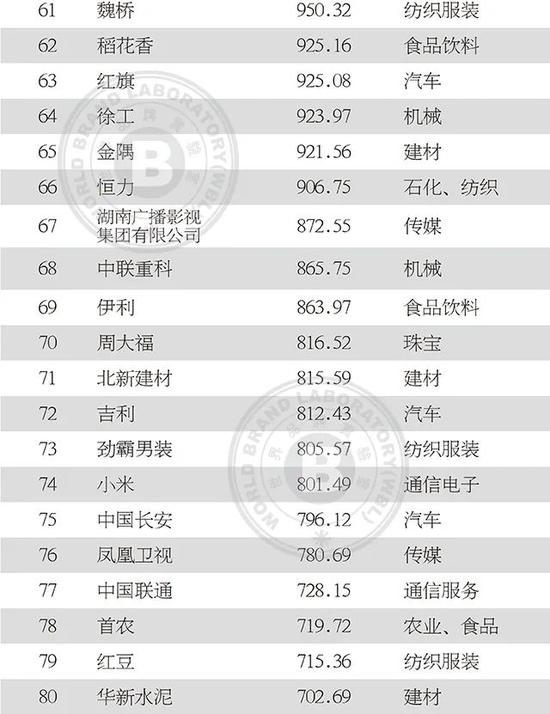 61 魏桥 950.32 纺织服装
62 稻花香 925.16 食品饮料
63 红旗 925.08 汽车
64 徐工 923.97 机械
65 金隅 921.56 建材
66 恒力 906.75 石化、纺织
67 湖南广播影视
集团有限公司 872.55 传媒
68 中联重科 865.75 机械
69 伊利 863.97 食品饮料
70 周大福 816.52 珠宝
71 北新建材 815.59 建材
72 吉利 812.43 汽车
73 劲霸男装 805.57 纺织服装
74 小米 801.49 通信电子
75 中国长安 796.12 汽车
76 凤凰卫视 780.69 传媒
77 中国联通 728.15 通信服务
78 首农 719.72 农业、食品
79 红豆 715.36 纺织服装
80 华新水泥 702.69 建材
WORLD BRAND LABORATORY(WBL)
B
WORLD BRAND LABORATORY(WBL)
B